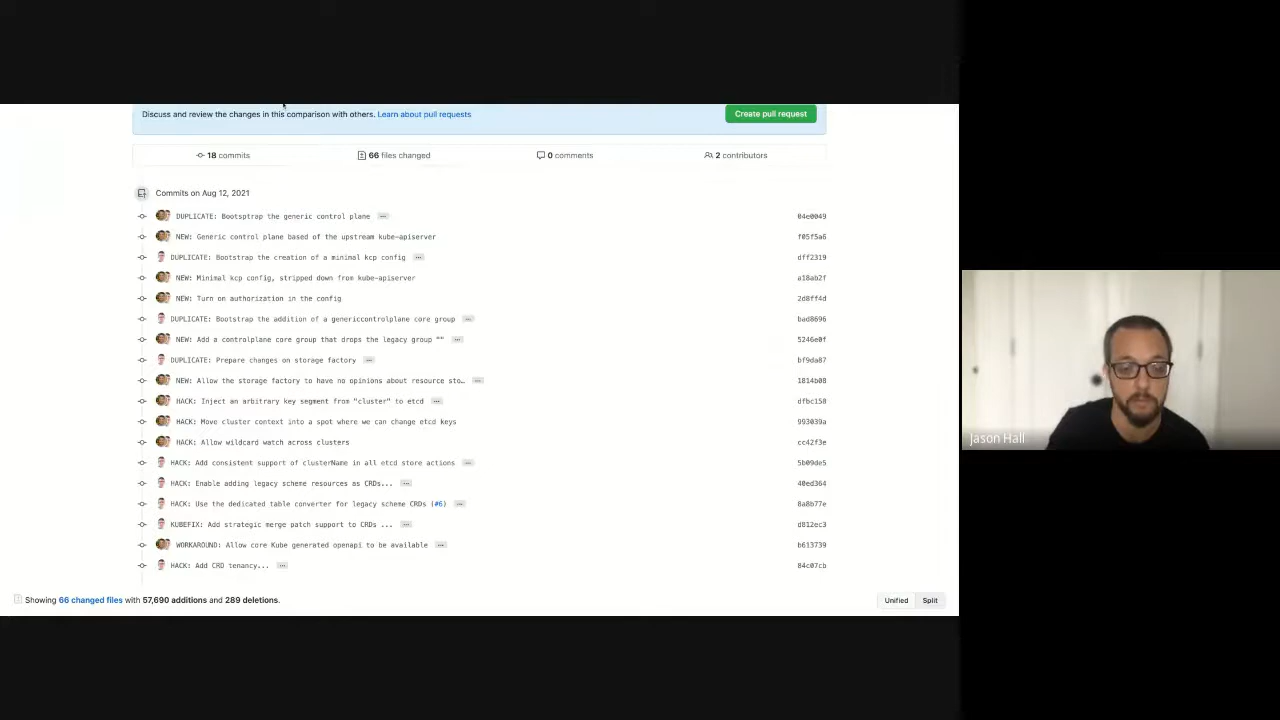 Discuss and review the changes in this comparison with others. Learn about pull requests
Create pull request
18 commits
66 files changed
0 comments
2 contributors
Commits on Aug 12, 2021
DUPLICATE: Bootsptrap the generic control plane ... 04e0049
NEW: Generic control plane based of the upstream kube-apiserver f05f5a6
DUPLICATE: Bootstrap the creation of a minimal kcp config ... dff2319
NEW: Minimal kcp config, stripped down from kube-apiserver a18ab2f
NEW: Turn on authorization in the config 2d8ff4d
DUPLICATE: Bootstrap the addition of a genericcontrolplane core group ... bad8696
NEW: Add a controlplane core group that drops the legacy group "" ... 5246e0f
DUPLICATE: Prepare changes on storage factory ... bf9da87
NEW: Allow the storage factory to have no opinions about resource sto… ... 1814b08
HACK: Inject an arbitrary key segment from "cluster" to etcd ... dfbc158
HACK: Move cluster context into a spot where we can change etcd keys 993039a
HACK: Allow wildcard watch across clusters cc42f3e
HACK: Add consistent support of clusterName in all etcd store actions ... 5b09de5
HACK: Enable adding legacy scheme resources as CRDs... ... 40ed364
HACK: Use the dedicated table converter for legacy scheme CRDs (#6) ... 8a8b77e
KUBEFIX: Add strategic merge patch support to CRDs ... ... d812ec3
WORKAROUND: Allow core Kube generated openapi to be available ... b613739
HACK: Add CRD tenancy... ... 84c07cb
Showing 66 changed files with 57,690 additions and 289 deletions.
Unified
Split
Jason Hall